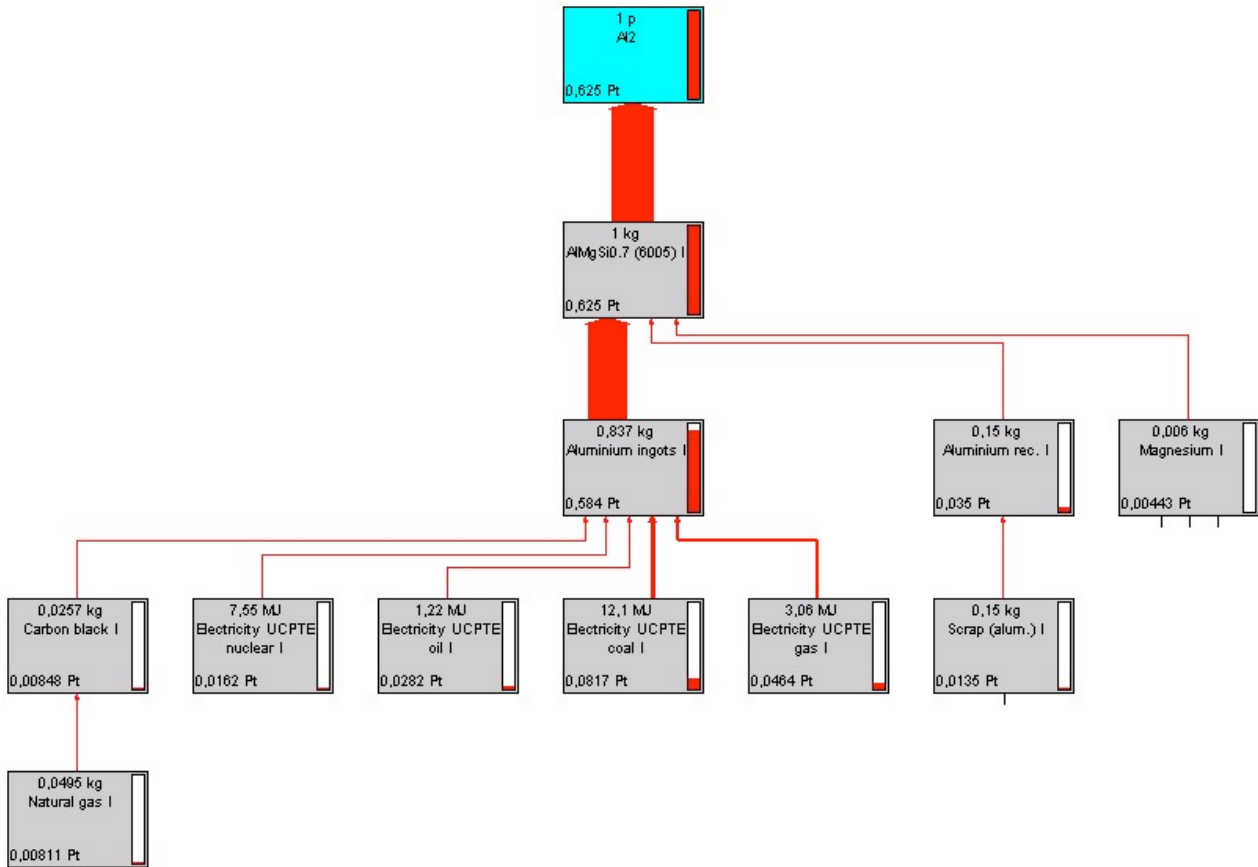 1 p
Al2
0,625 Pt
1 kg
AlMgSi0.7 (6005) I
0,625 Pt
0,837 kg
Aluminium ingots I
0,584 Pt
0,15 kg
Aluminium rec. I
0,035 Pt
0,006 kg
Magnesium I
0,00443 Pt
0,0257 kg
Carbon black I
0,00848 Pt
7,55 MJ
Electricity UCPTE
nuclear I
0,0162 Pt
1,22 MJ
Electricity UCPTE
oil I
0,0282 Pt
12,1 MJ
Electricity UCPTE
coal I
0,0817 Pt
3,06 MJ
Electricity UCPTE
gas I
0,0464 Pt
0,15 kg
Scrap (alum.) I
0,0135 Pt
0,0495 kg
Natural gas I
0,00811 Pt